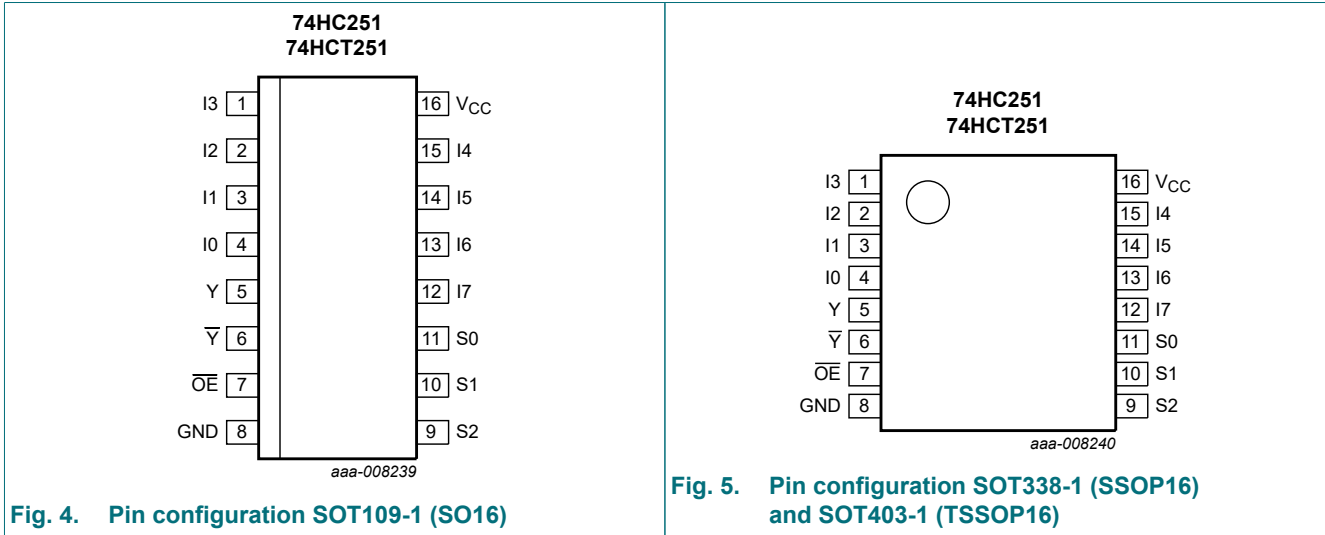 74HC251
74HCT251
I3 1
I2 2
I1 3
I0 4
Y 5
Y̅ 6
O̅E̅ 7
GND 8
16 VCC
15 I4
14 I5
13 I6
12 I7
11 S0
10 S1
9 S2
aaa-008239
Fig. 4. Pin configuration SOT109-1 (SO16)
74HC251
74HCT251
I3 1
I2 2
I1 3
I0 4
Y 5
Y̅ 6
O̅E̅ 7
GND 8
16 VCC
15 I4
14 I5
13 I6
12 I7
11 S0
10 S1
9 S2
aaa-008240
Fig. 5. Pin configuration SOT338-1 (SSOP16)
and SOT403-1 (TSSOP16)